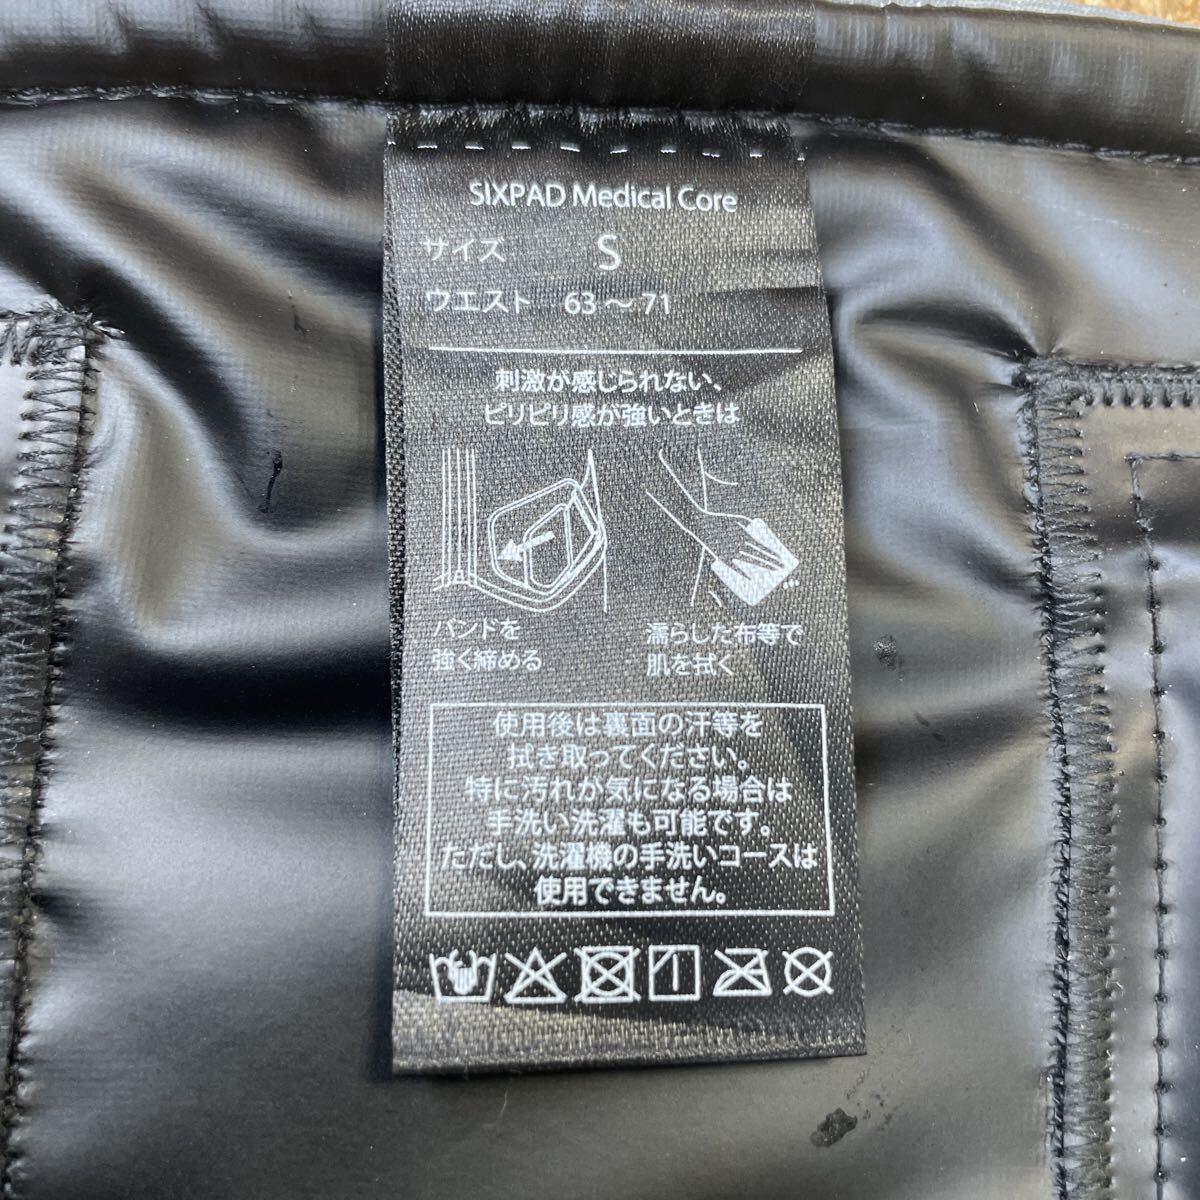 SIXPAD Medical Core
サイズ S
ウエスト 63～71
刺激が感じられない、
ピリピリ感が強いときは
バンドを
強く締める
濡らした布等で
肌を拭く
使用後は裏面の汗等を
拭き取ってください。
特に汚れが気になる場合は
手洗い洗濯も可能です。
ただし、洗濯機の手洗いコースは
使用できません。